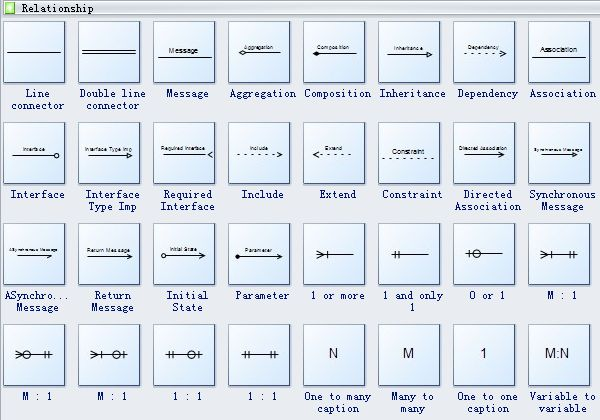 Relationship
Message
Aggregation
Composition
Inheritance
Dependency
Association
Line connector
Double line connector
Message
Aggregation
Composition
Inheritance
Dependency
Association
Interface
Interface Type Imp
Required Interface
Include
Extend
Constraint
Directed Association
Synchronous Message
Interface
Interface Type Imp
Required Interface
Include
Extend
Constraint
Directed Association
Synchronous Message
ASynchronous Message
Return Message
Initial State
Parameter
ASynchro... Message
Return Message
Initial State
Parameter
1 or more
1 and only 1
0 or 1
M : 1
N
M
1
M:N
M : 1
M : 1
1 : 1
1 : 1
One to many caption
Many to many
One to one caption
Variable to variable